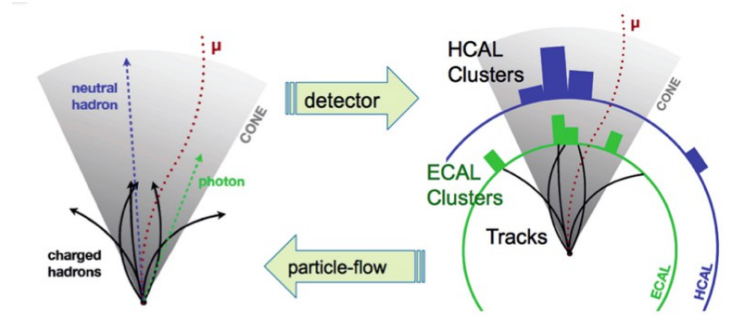 μ
neutral
hadron
CONE
photon
charged
hadrons
detector
particle-flow
μ
HCAL
Clusters
CONE
ECAL
Clusters
Tracks
ECAL
HCAL